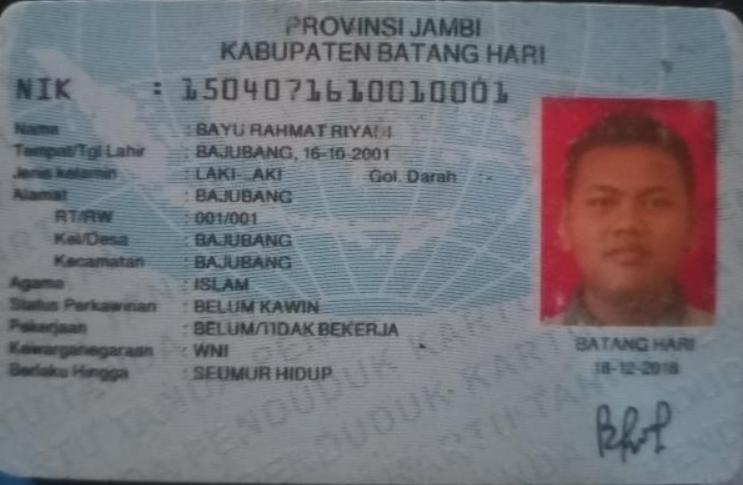 PROVINSI JAMBI
KABUPATEN BATANG HARI
NIK : 1504071610010001
Nama : BAYU RAHMAT RIYADI
Tempat/Tgl Lahir : BAJUBANG, 16-10-2001
Jenis kelamin : LAKI-LAKI Gol. Darah : -
Alamat : BAJUBANG
RT/RW : 001/001
Kel/Desa : BAJUBANG
Kecamatan : BAJUBANG
Agama : ISLAM
Status Perkawinan : BELUM KAWIN
Pekerjaan : BELUM/TIDAK BEKERJA
Kewarganegaraan : WNI
Berlaku Hingga : SEUMUR HIDUP
BATANG HARI
18-12-2018